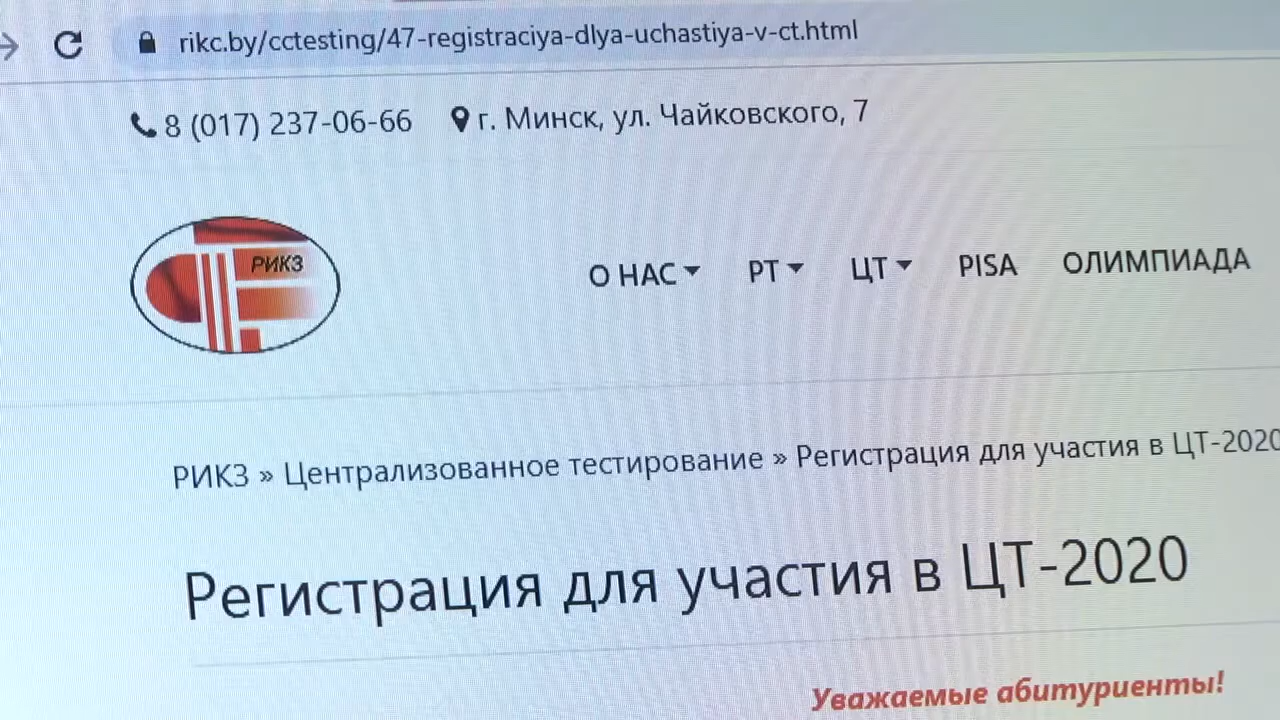 rikc.by/cctesting/47-registraciya-dlya-uchastiya-v-ct.html
8 (017) 237-06-66 г. Минск, ул. Чайковского, 7
РИКЗ
О НАС РТ ЦТ PISA ОЛИМПИАДА
РИКЗ » Централизованное тестирование » Регистрация для участия в ЦТ-2020
Регистрация для участия в ЦТ-2020
Уважаемые абитуриенты!